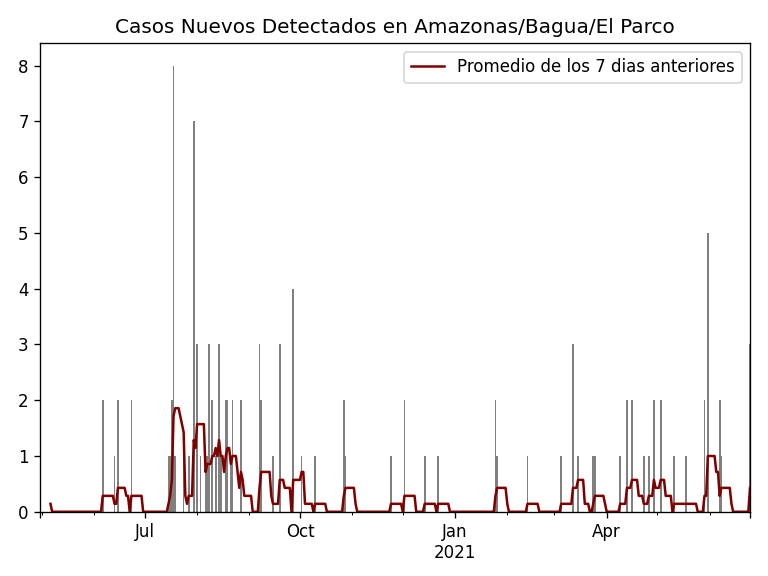 Casos Nuevos Detectados en Amazonas/Bagua/El Parco
Promedio de los 7 dias anteriores
8
7
6
5
4
3
2
1
0
Jul
Oct
Jan
Apr
2021